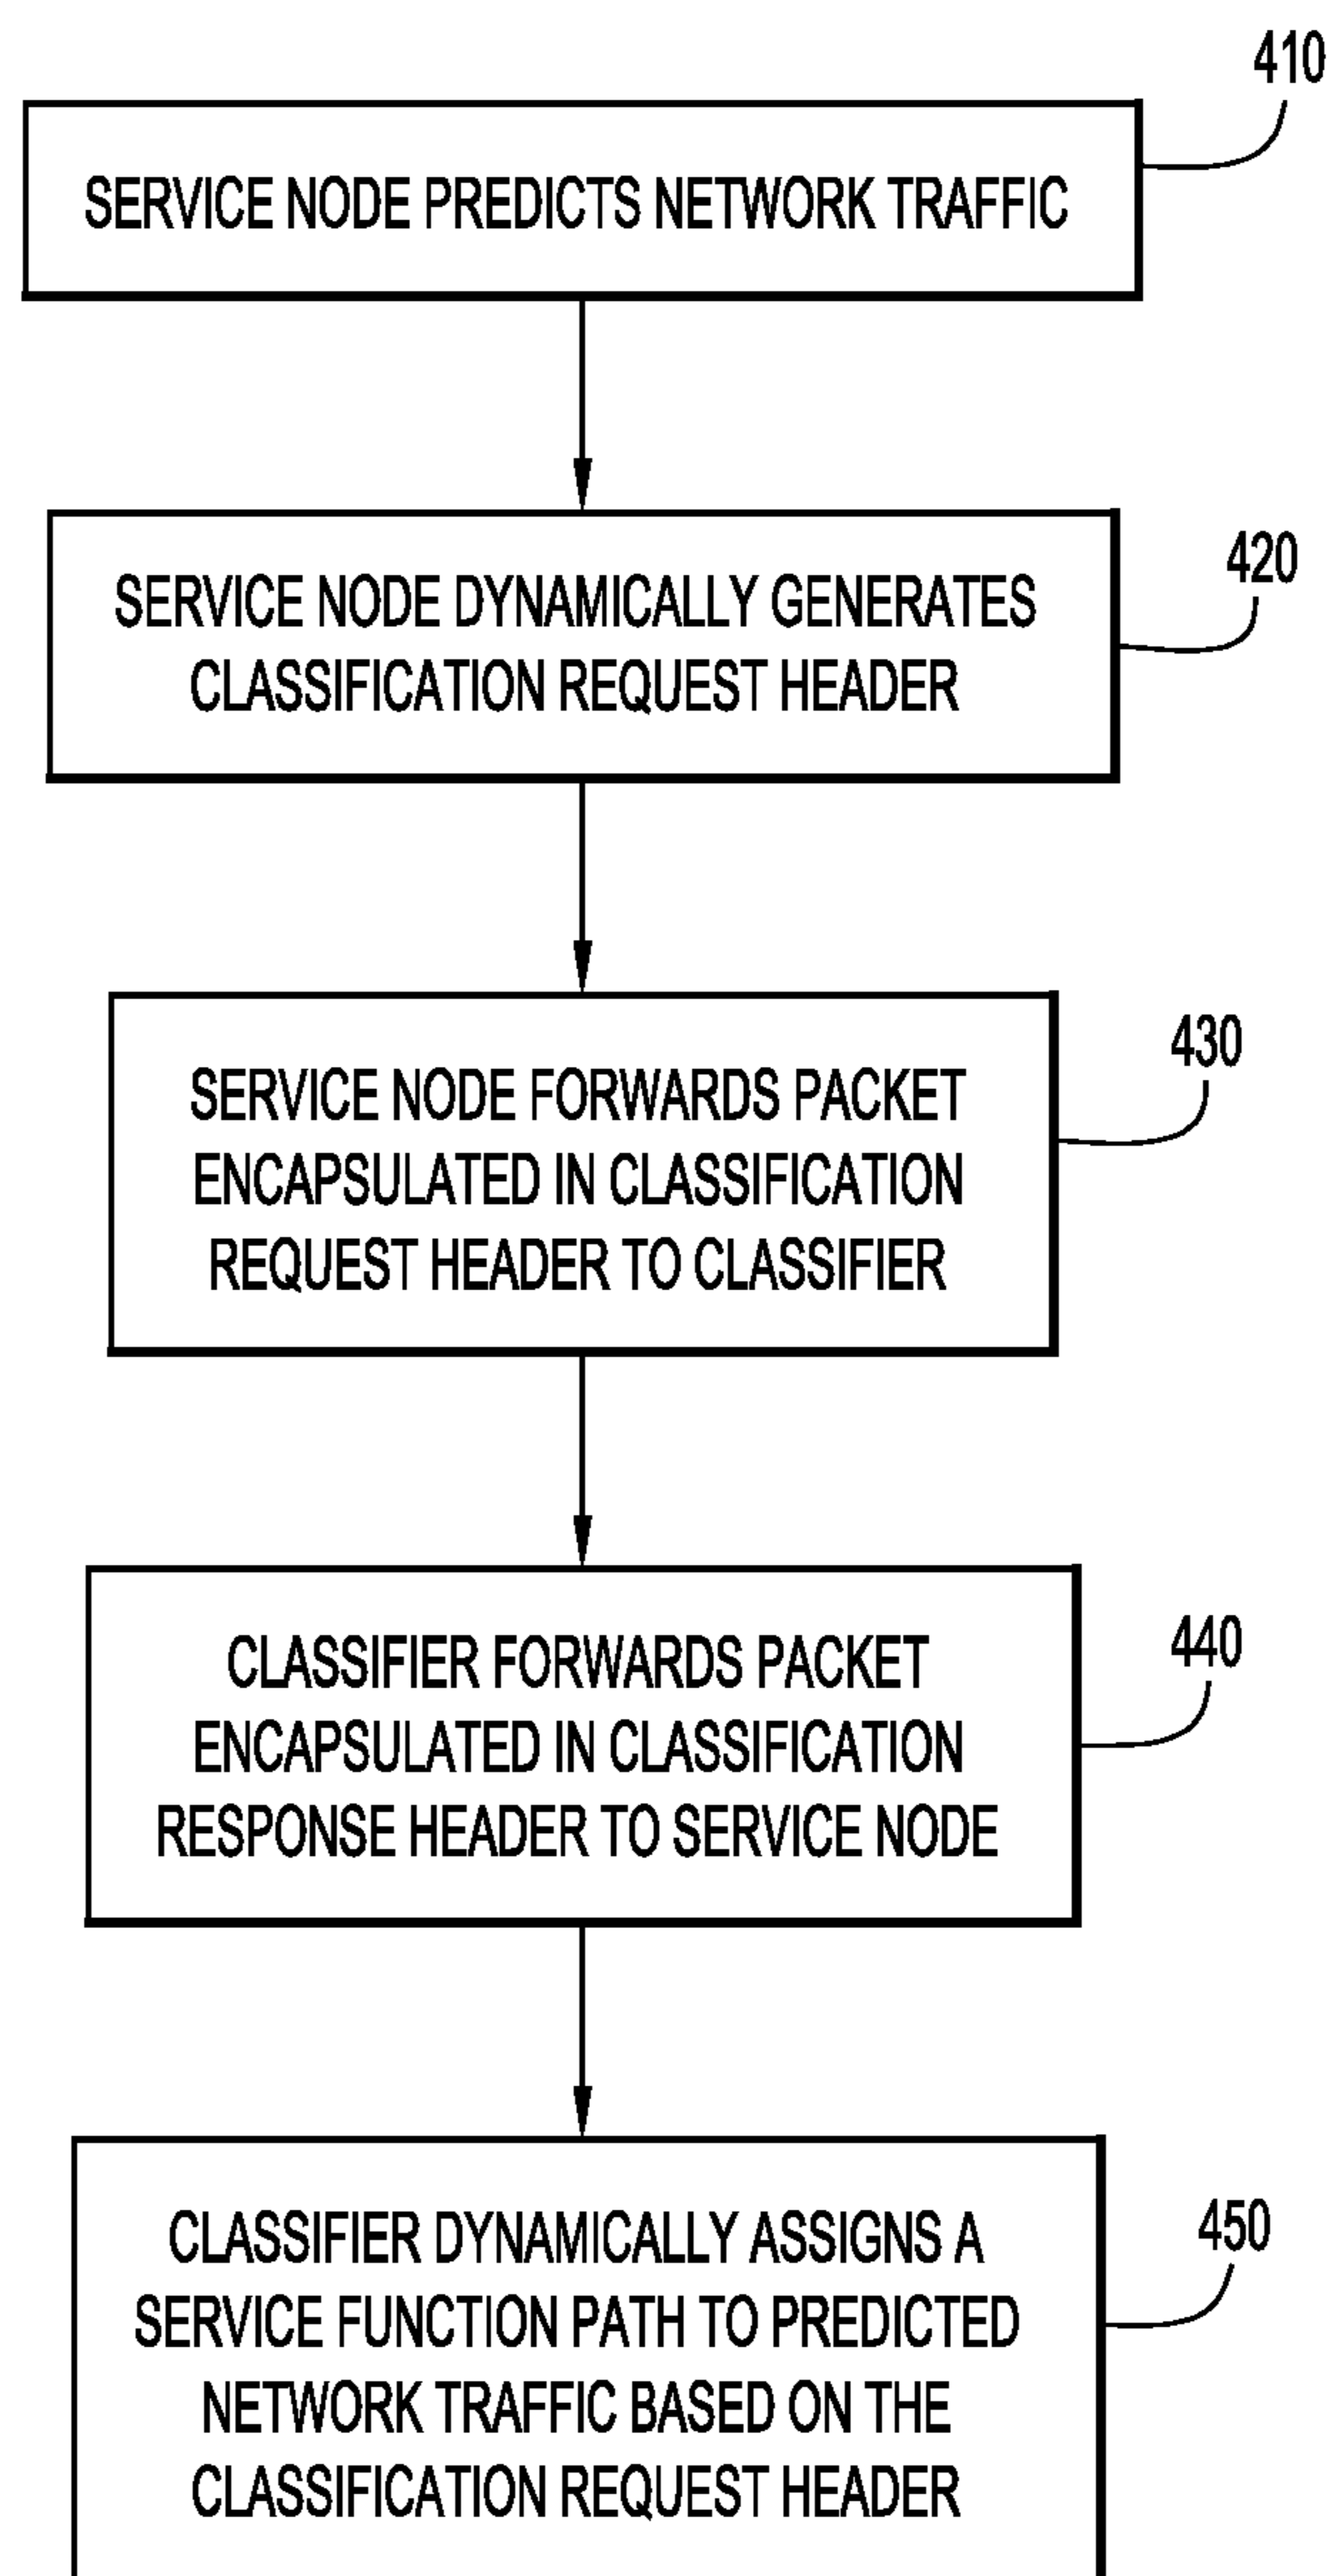 410
SERVICE NODE PREDICTS NETWORK TRAFFIC
420
SERVICE NODE DYNAMICALLY GENERATES
CLASSIFICATION REQUEST HEADER
430
SERVICE NODE FORWARDS PACKET
ENCAPSULATED IN CLASSIFICATION
REQUEST HEADER TO CLASSIFIER
440
CLASSIFIER FORWARDS PACKET
ENCAPSULATED IN CLASSIFICATION
RESPONSE HEADER TO SERVICE NODE
450
CLASSIFIER DYNAMICALLY ASSIGNS A
SERVICE FUNCTION PATH TO PREDICTED
NETWORK TRAFFIC BASED ON THE
CLASSIFICATION REQUEST HEADER